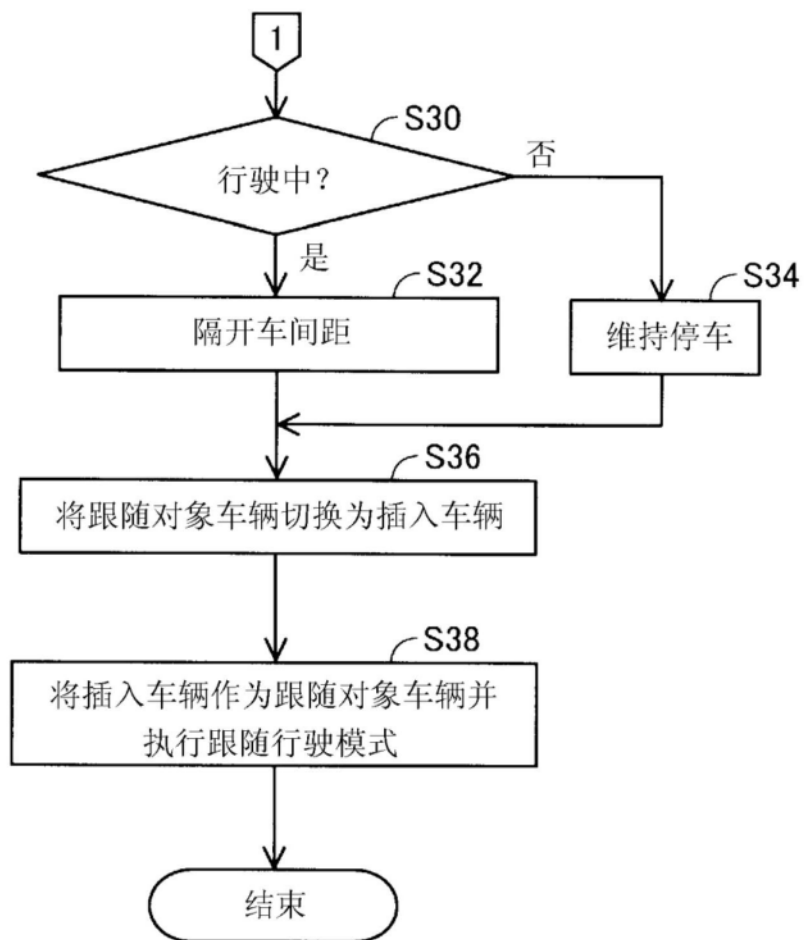 1
S30
行驶中？
否
是
S32
隔开车间距
S34
维持停车
S36
将跟随对象车辆切换为插入车辆
S38
将插入车辆作为跟随对象车辆并
执行跟随行驶模式
结束